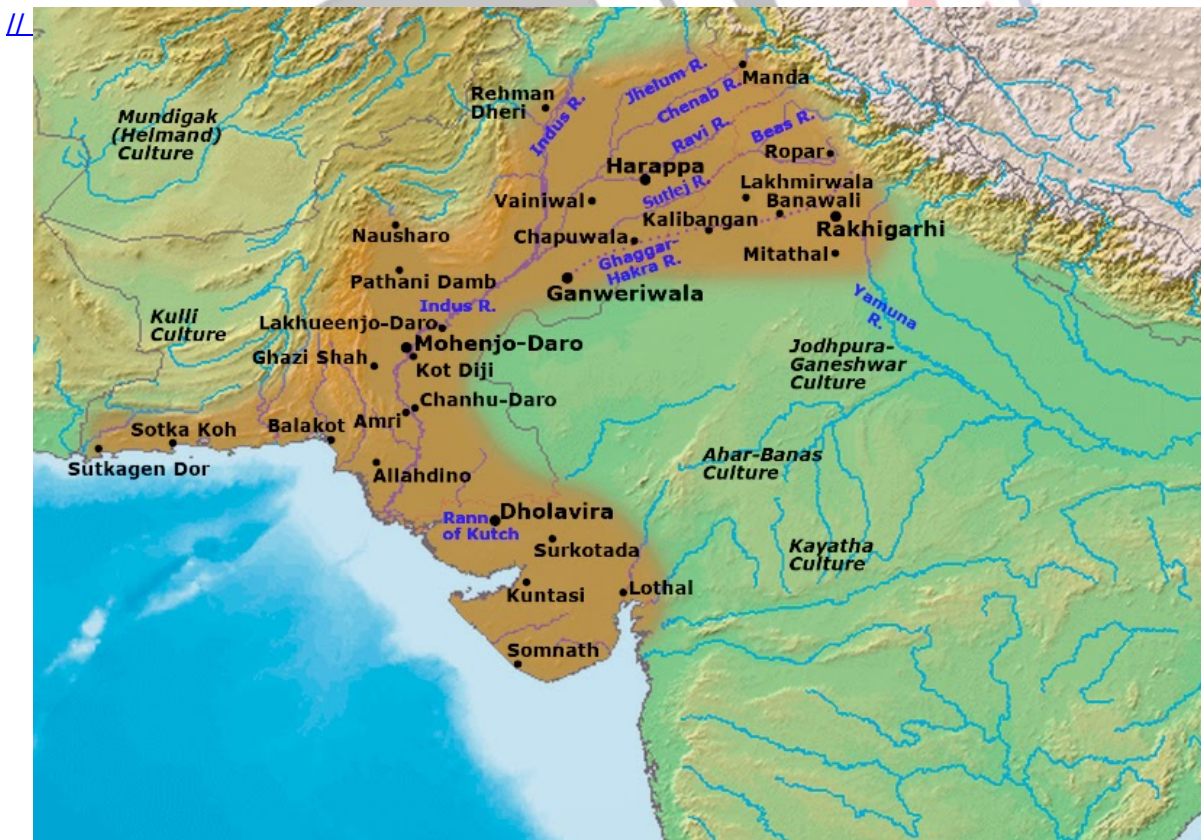 //
Mundigak
(Helmand)
Culture
Rehman
Dheri
Indus R.
Jhelum R.
Chenab R.
Ravi R.
Beas R.
Manda
Ropar
Harappa
Sutlej R.
Lakhmirwala
Banawali
Vainiwal
Kalibangan
Rakhigarhi
Nausharo
Chapuwala
Ghaggar-
Hakra R.
Mitathal
Pathani Damb
Ganweriwala
Indus R.
Yamuna
R.
Kulli
Culture
Lakhueenjo-Daro
Mohenjo-Daro
Ghazi Shah
Kot Diji
Jodhpura-
Ganeshwar
Culture
Chanhu-Daro
Amri
Balakot
Sotka Koh
Sutkagen Dor
Allahdino
Ahar-Banas
Culture
Rann
of Kutch
Dholavira
Surkotada
Kayatha
Culture
Kuntasi
Lothal
Somnath